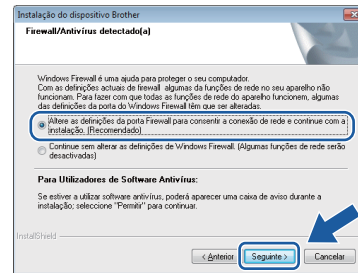 Instalação do dispositivo Brother
Firewall/Antivírus detectado(a)
Windows Firewall é uma ajuda para proteger o seu computador.
Com as definições actuais de firewall algumas da funções de rede no seu aparelho não
funcionam. Para fazer com que todas as funções de rede do aparelho funcionem, algumas
das definições da porta do Windows Firewall têm que ser alteradas.
Altere as definições da porta Firewall para consentir a conexão de rede e continue com a
instalação. (Recomendado)
Continue sem alterar as definições de Windows Firewall. (Algumas funções de rede serão
desactivadas)
Para Utilizadores de Software Antivírus:
Se estiver a utilizar software antivírus, poderá aparecer uma caixa de aviso durante a
instalação; seleccione "Permitir" para continuar.
InstallShield
< Anterior Seguinte > Cancelar